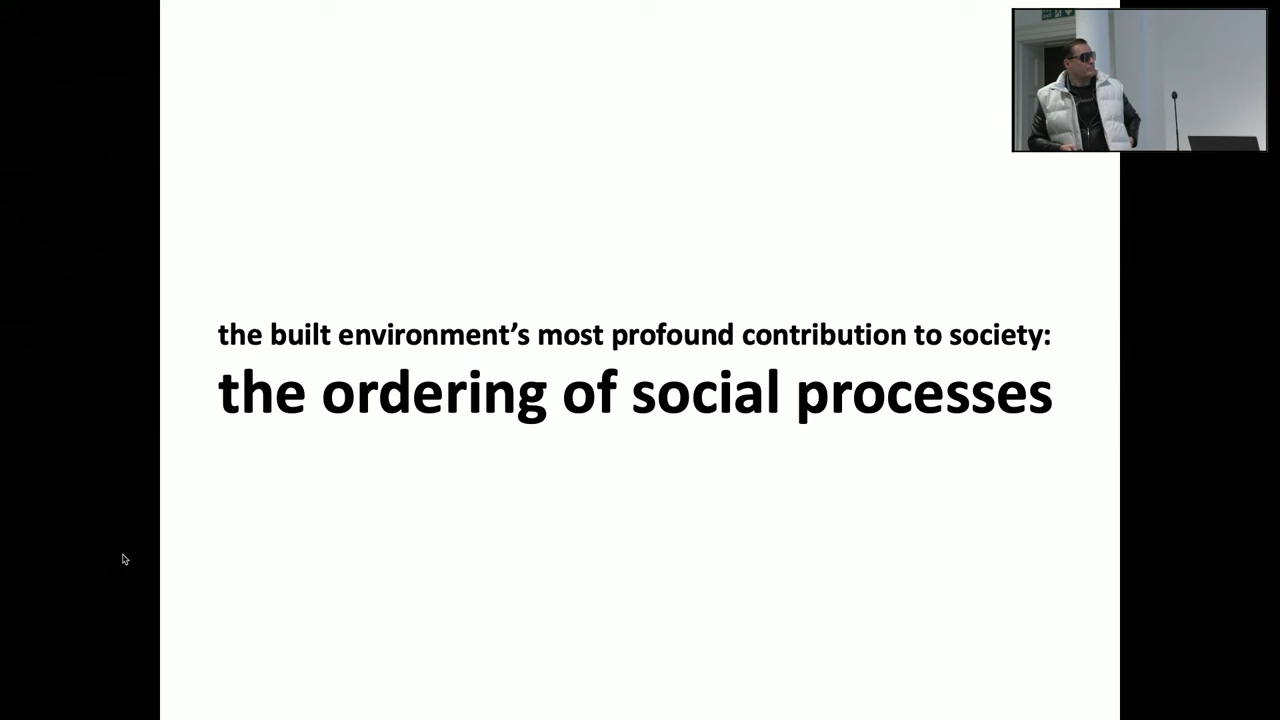 the built environment’s most profound contribution to society:
the ordering of social processes